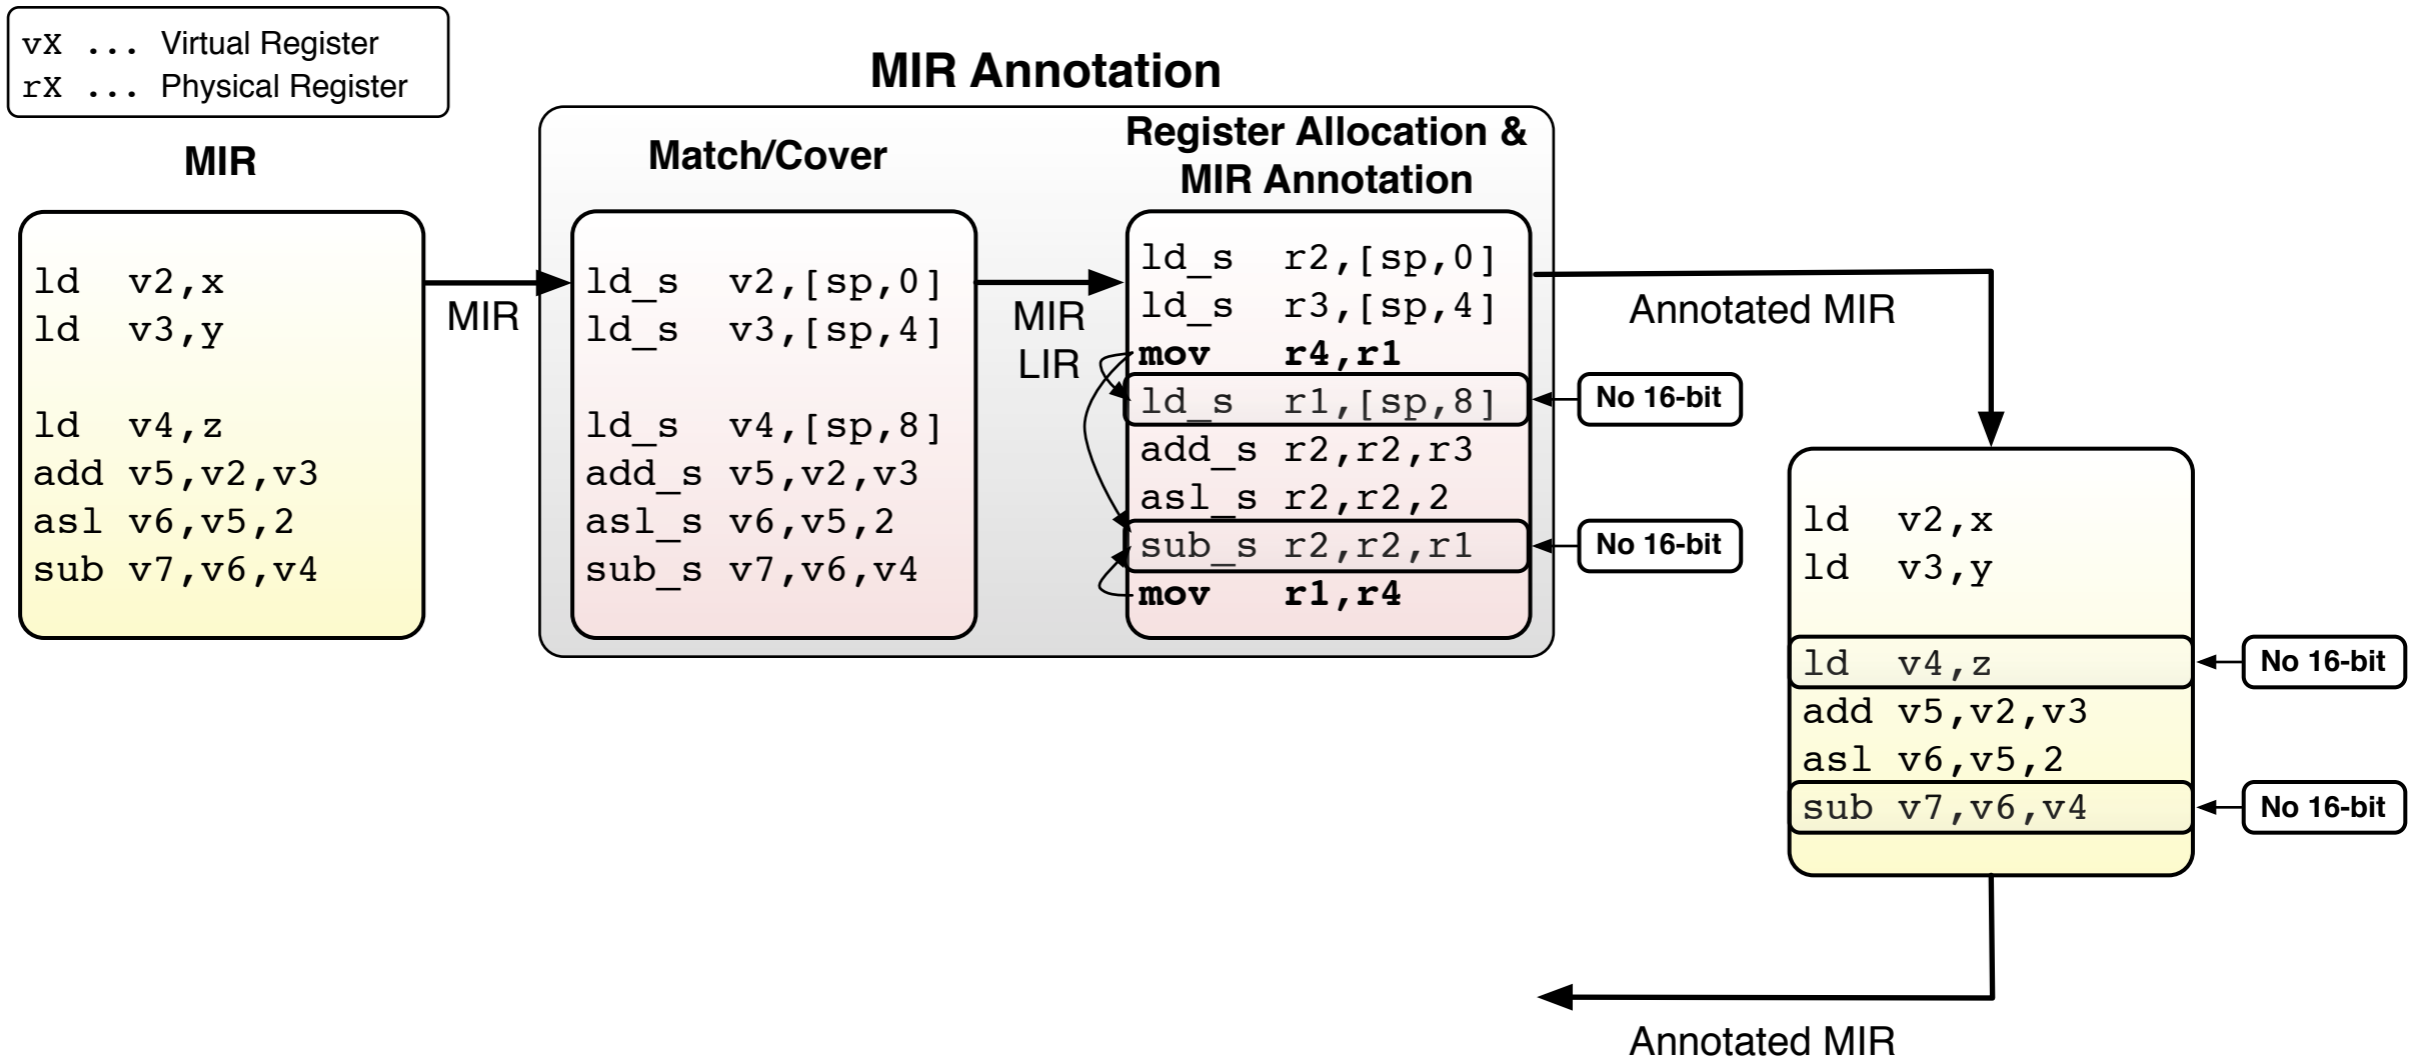 vX ... Virtual Register
rX ... Physical Register
MIR Annotation
MIR
ld  v2,x
ld  v3,y
ld  v4,z
add v5,v2,v3
asl v6,v5,2
sub v7,v6,v4
MIR
Match/Cover
ld_s  v2,[sp,0]
ld_s  v3,[sp,4]
ld_s  v4,[sp,8]
add_s v5,v2,v3
asl_s v6,v5,2
sub_s v7,v6,v4
MIR
LIR
Register Allocation &
MIR Annotation
ld_s  r2,[sp,0]
ld_s  r3,[sp,4]
mov   r4,r1
ld_s  r1,[sp,8]
add_s r2,r2,r3
asl_s r2,r2,2
sub_s r2,r2,r1
mov   r1,r4
No 16-bit
No 16-bit
Annotated MIR
ld  v2,x
ld  v3,y
ld  v4,z
add v5,v2,v3
asl v6,v5,2
sub v7,v6,v4
No 16-bit
No 16-bit
Annotated MIR